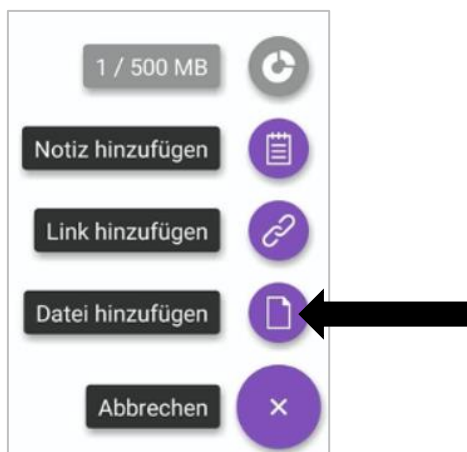 1 / 500 MB
Notiz hinzufügen
Link hinzufügen
Datei hinzufügen
Abbrechen